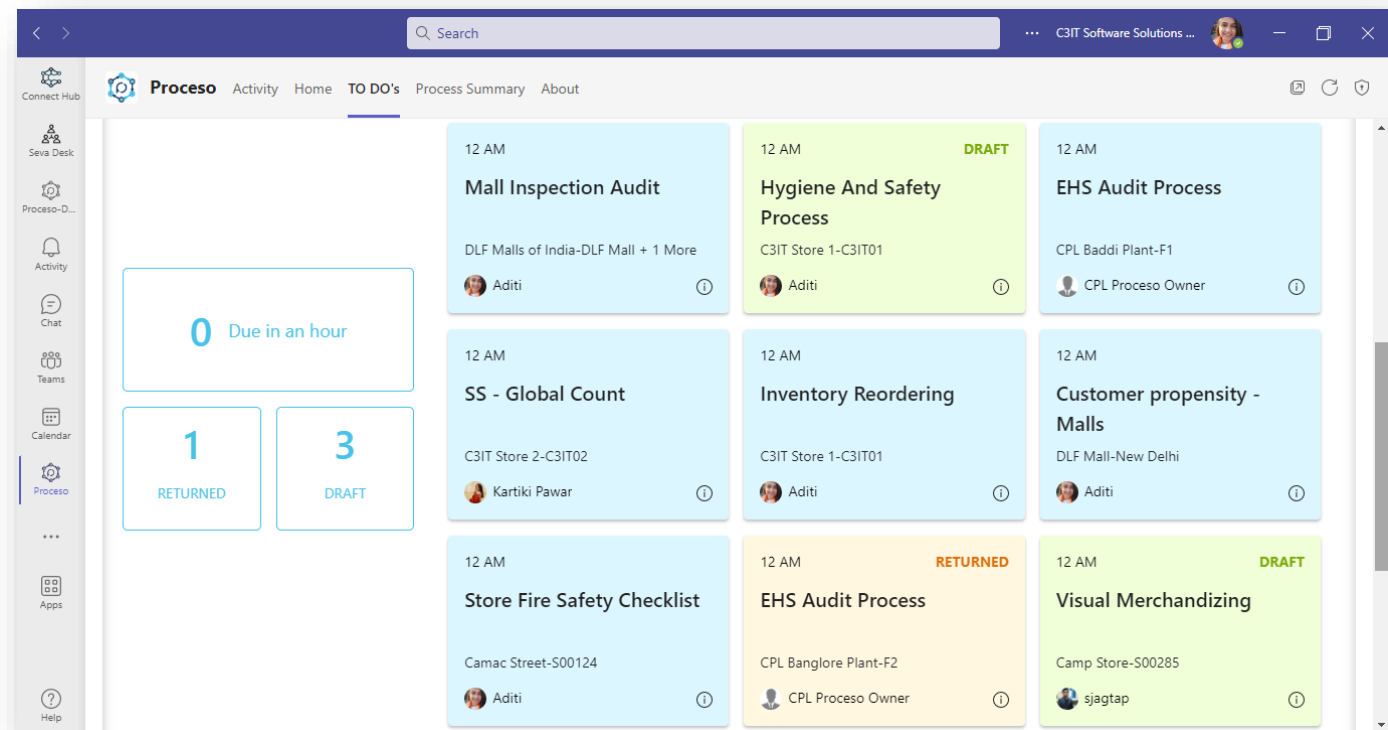 Search
C3IT Software Solutions ...
Connect Hub
Seva Desk
Proceso-D...
Activity
Chat
Teams
Calendar
Proceso
Apps
Help
Proceso Activity Home TO DO's Process Summary About
0 Due in an hour
1
RETURNED
3
DRAFT
12 AM
Mall Inspection Audit
DLF Malls of India-DLF Mall + 1 More
Aditi
12 AM DRAFT
Hygiene And Safety
Process
C3IT Store 1-C3IT01
Aditi
12 AM
EHS Audit Process
CPL Baddi Plant-F1
CPL Proceso Owner
12 AM
SS - Global Count
C3IT Store 2-C3IT02
Kartiki Pawar
12 AM
Inventory Reordering
C3IT Store 1-C3IT01
Aditi
12 AM
Customer propensity -
Malls
DLF Mall-New Delhi
Aditi
12 AM
Store Fire Safety Checklist
Camac Street-S00124
Aditi
12 AM RETURNED
EHS Audit Process
CPL Banglore Plant-F2
CPL Proceso Owner
12 AM DRAFT
Visual Merchandizing
Camp Store-S00285
sjagtap